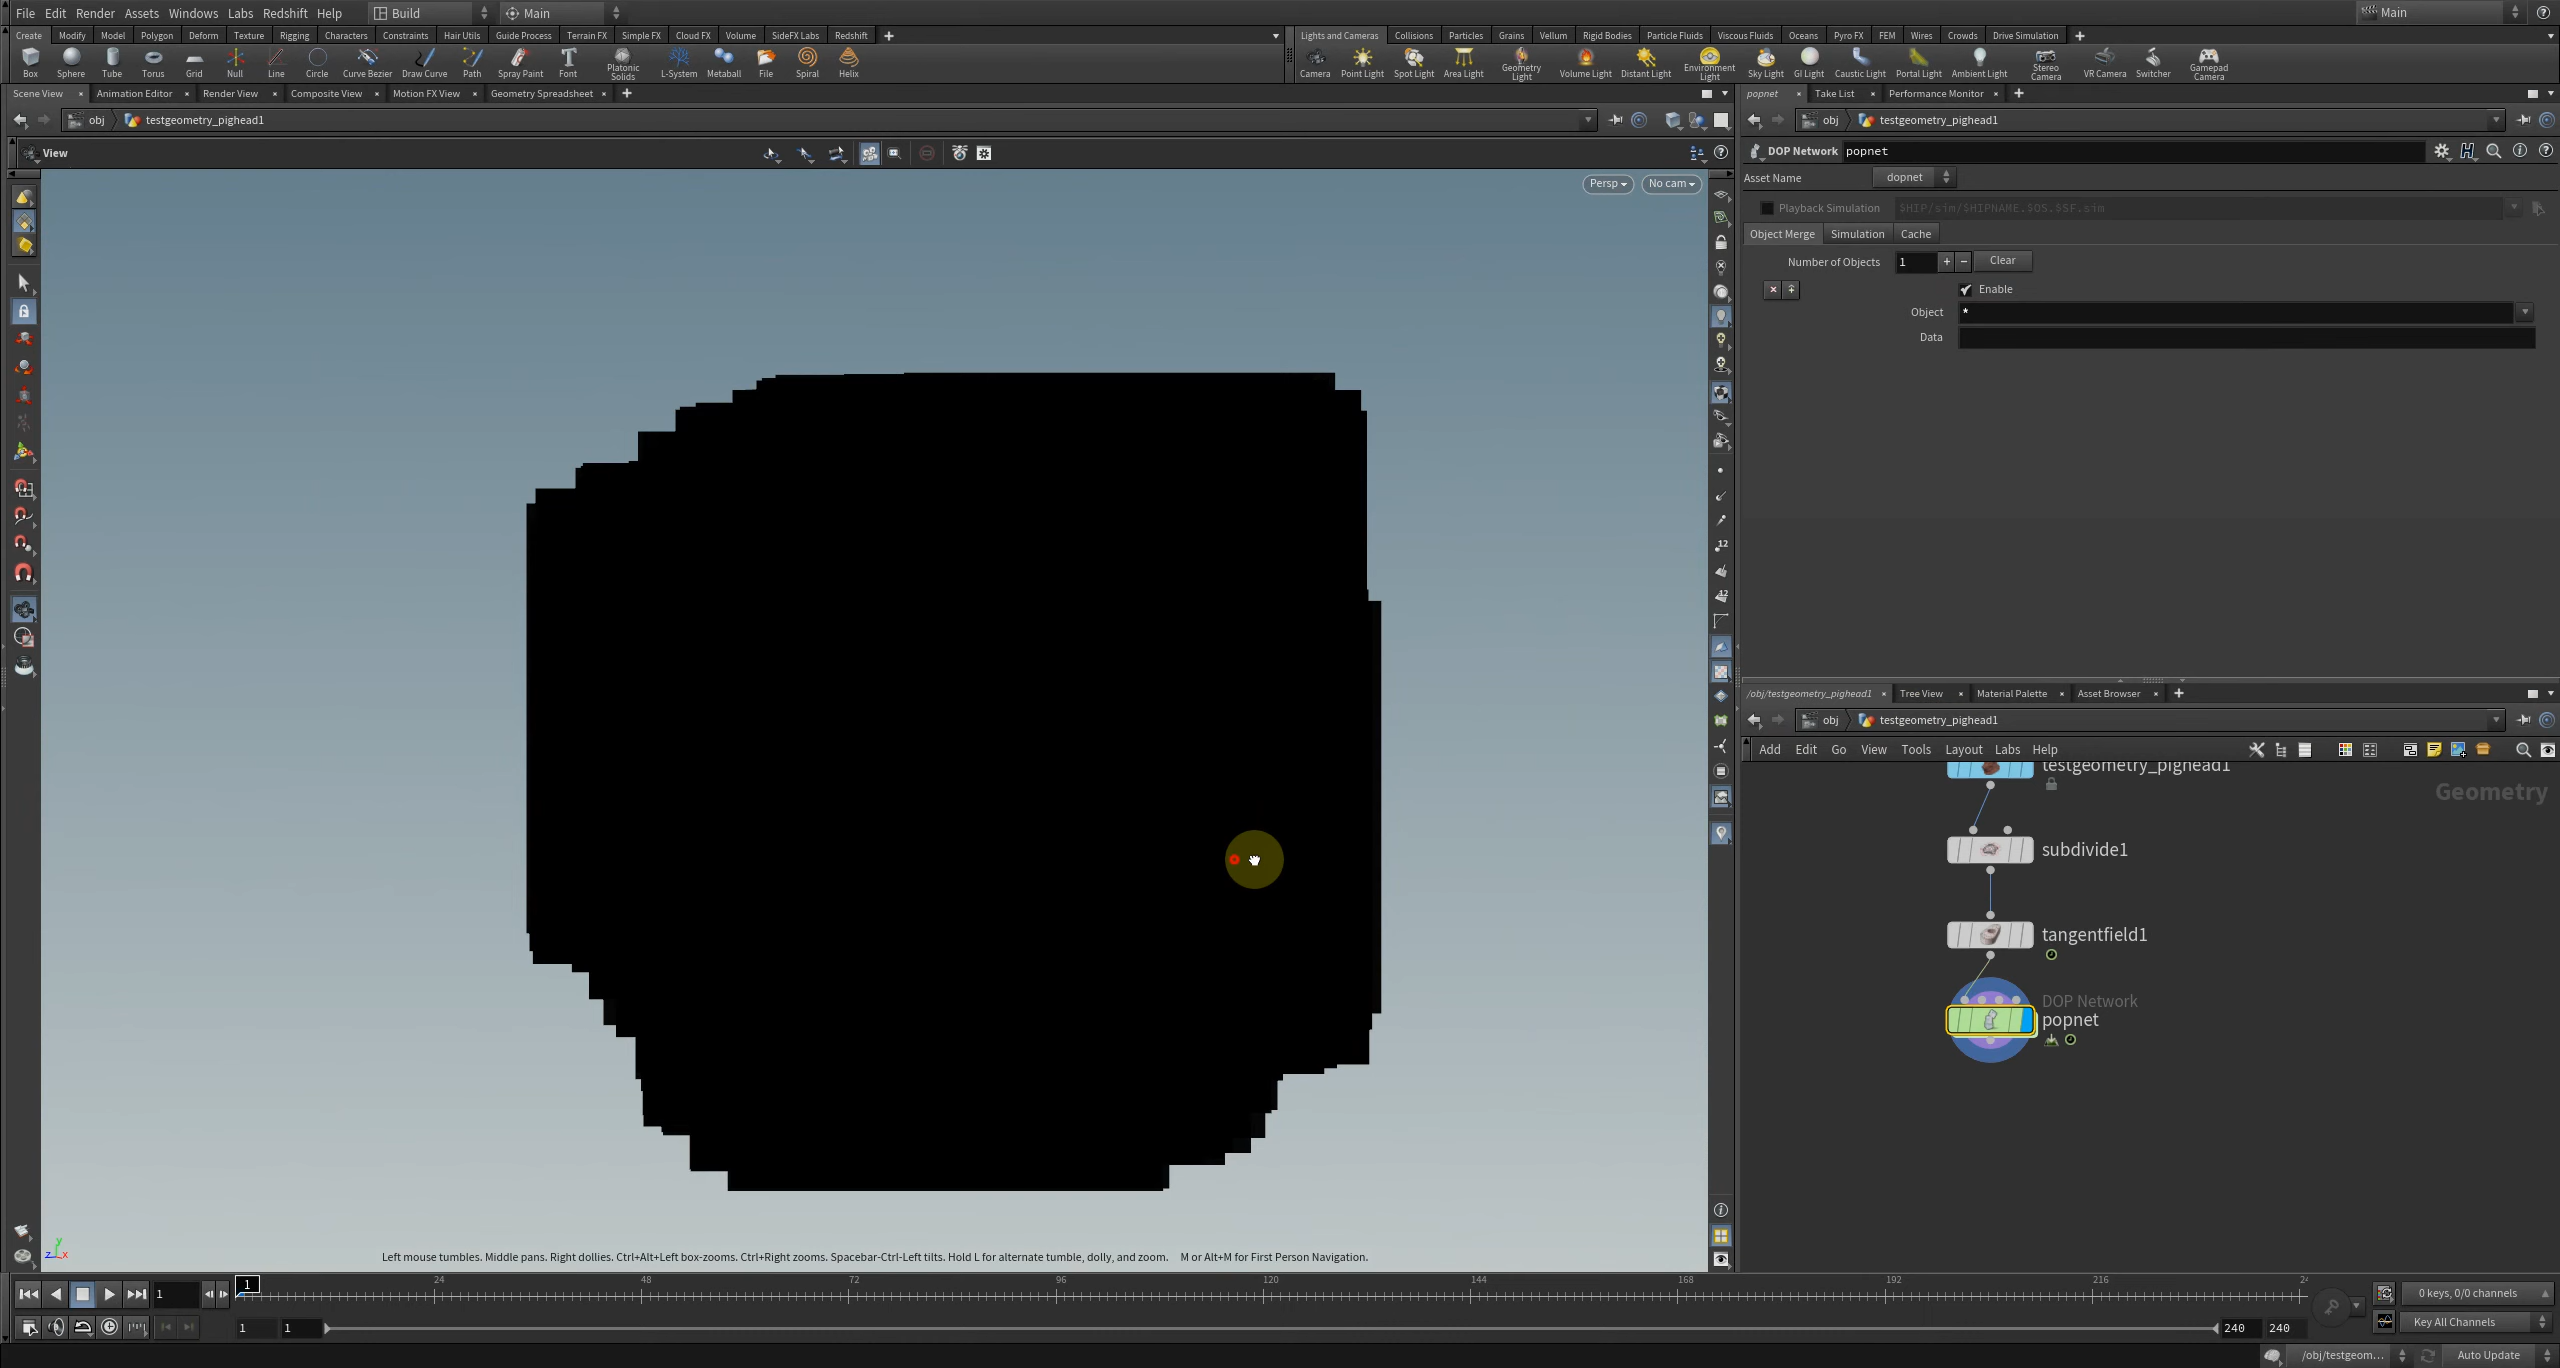 File Edit Render Assets Windows Labs Redshift Help Build Main Main
Create Modify Model Polygon Deform Texture Rigging Characters Constraints Hair Utils Guide Process Terrain FX Simple FX Cloud FX Volume SideFX Labs Redshift
Lights and Cameras Collisions Particles Grains Vellum Rigid Bodies Particle Fluids Viscous Fluids Oceans Pyro FX FEM Wires Crowds Drive Simulation
Box Sphere Tube Torus Grid Null Line Circle Curve Bezier Draw Curve Path Spray Paint Font Platonic Solids L-System Metaball File Spiral Helix
Camera Point Light Spot Light Area Light Geometry Light Volume Light Distant Light Environment Light Sky Light GI Light Caustic Light Portal Light Ambient Light Stereo Camera VR Camera Switcher Gamepad Camera
Scene View Animation Editor Render View Composite View Motion FX View Geometry Spreadsheet
popnet Take List Performance Monitor
obj testgeometry_pighead1
obj testgeometry_pighead1
View
DOP Network popnet
Asset Name dopnet
Persp No cam
Playback Simulation $HIP/sim/$HIPNAME.$OS.$SF.sim
Object Merge Simulation Cache
Number of Objects 1 Clear
Enable
Object *
Data
/obj/testgeometry_pighead1 Tree View Material Palette Asset Browser
obj testgeometry_pighead1
Add Edit Go View Tools Layout Labs Help
testgeometry_pighead1
Geometry
subdivide1
tangentfield1
DOP Network
popnet
12
12
y
z x
Left mouse tumbles. Middle pans. Right dollies. Ctrl+Alt+Left box-zooms. Ctrl+Right zooms. Spacebar-Ctrl-Left tilts. Hold L for alternate tumble, dolly, and zoom. M or Alt+M for First Person Navigation.
1 1 24 48 72 96 120 144 168 192 216
0 keys, 0/0 channels
1 1 240 240
Key All Channels
/obj/testgeom... Auto Update